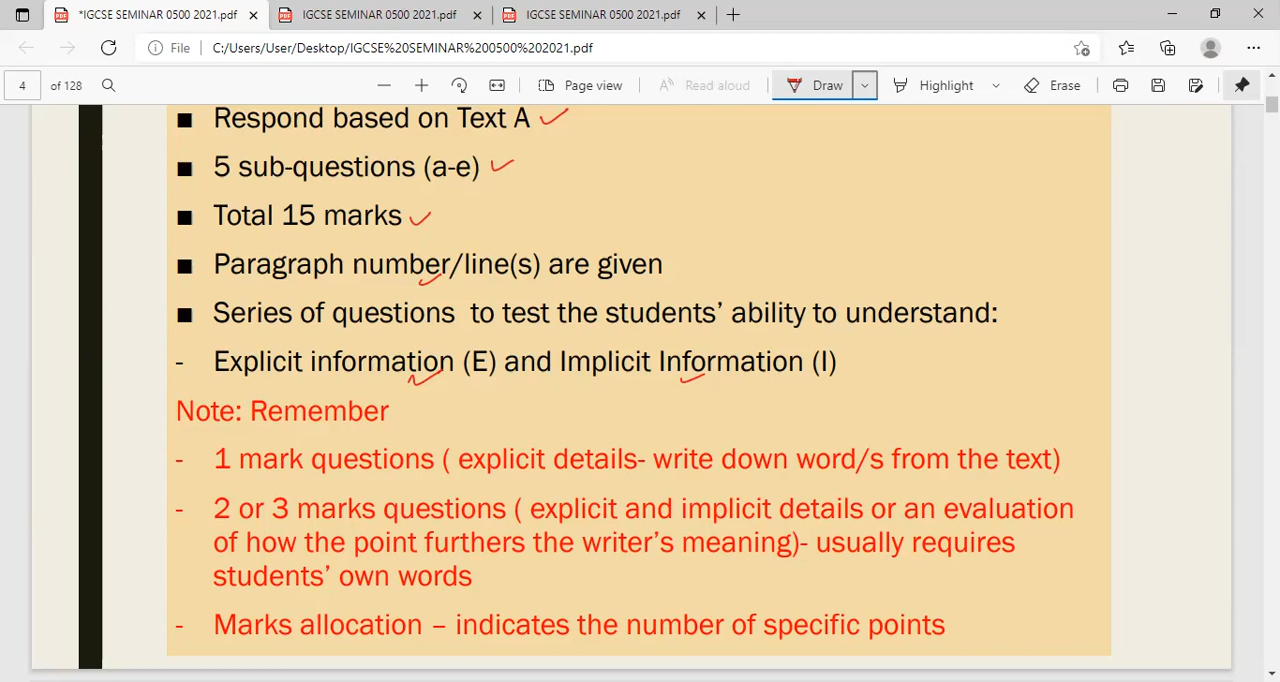 *IGCSE SEMINAR 0500 2021.pdf
IGCSE SEMINAR 0500 2021.pdf
IGCSE SEMINAR 0500 2021.pdf
File
C:/Users/User/Desktop/IGCSE%20SEMINAR%200500%202021.pdf
4 of 128
Page view
Read aloud
Draw
Highlight
Erase
■ Respond based on Text A
■ 5 sub-questions (a-e)
■ Total 15 marks
■ Paragraph number/line(s) are given
■ Series of questions to test the students’ ability to understand:
- Explicit information (E) and Implicit Information (I)
Note: Remember
- 1 mark questions ( explicit details- write down word/s from the text)
- 2 or 3 marks questions ( explicit and implicit details or an evaluation
of how the point furthers the writer’s meaning)- usually requires
students’ own words
- Marks allocation – indicates the number of specific points